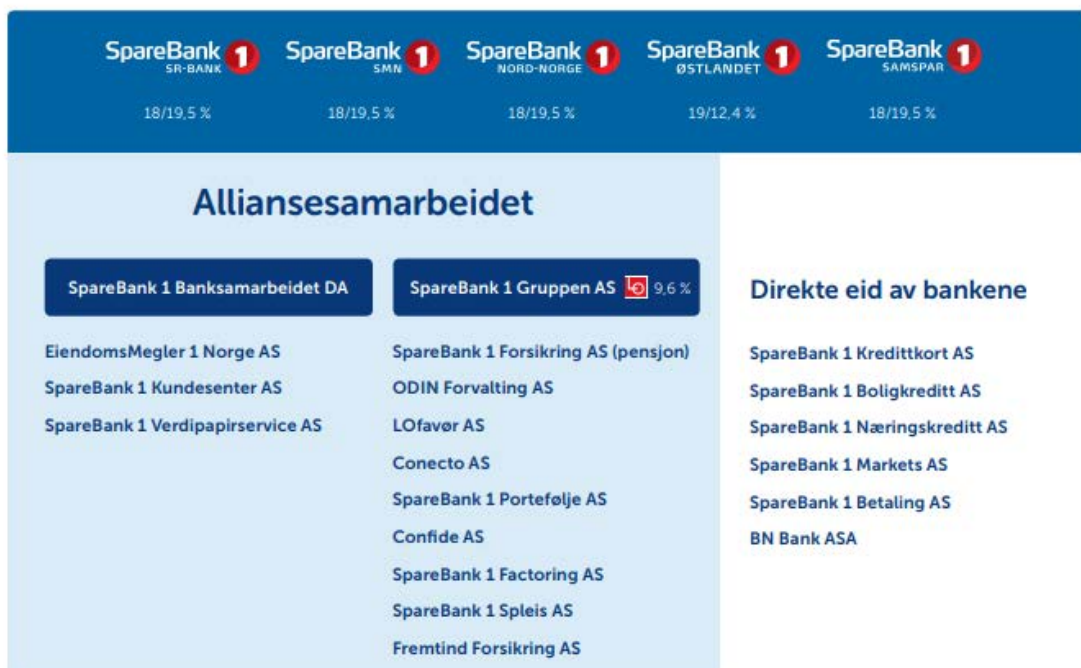 SpareBank 1 SpareBank 1 SpareBank 1 SpareBank 1 SpareBank 1
SR-BANK SMN NORD-NORGE ØSTLANDET SAMSPAR
18/19,5 % 18/19,5 % 18/19,5 % 19/12,4 % 18/19,5 %
Alliansesamarbeidet
SpareBank 1 Banksamarbeidet DA
EiendomsMegler 1 Norge AS
SpareBank 1 Kundesenter AS
SpareBank 1 Verdipapirservice AS
SpareBank 1 Gruppen AS LO 9,6 %
SpareBank 1 Forsikring AS (pensjon)
ODIN Forvalting AS
LOfavør AS
Conecto AS
SpareBank 1 Portefølje AS
Confide AS
SpareBank 1 Factoring AS
SpareBank 1 Spleis AS
Fremtind Forsikring AS
Direkte eid av bankene
SpareBank 1 Kredittkort AS
SpareBank 1 Boligkreditt AS
SpareBank 1 Næringskreditt AS
SpareBank 1 Markets AS
SpareBank 1 Betaling AS
BN Bank ASA